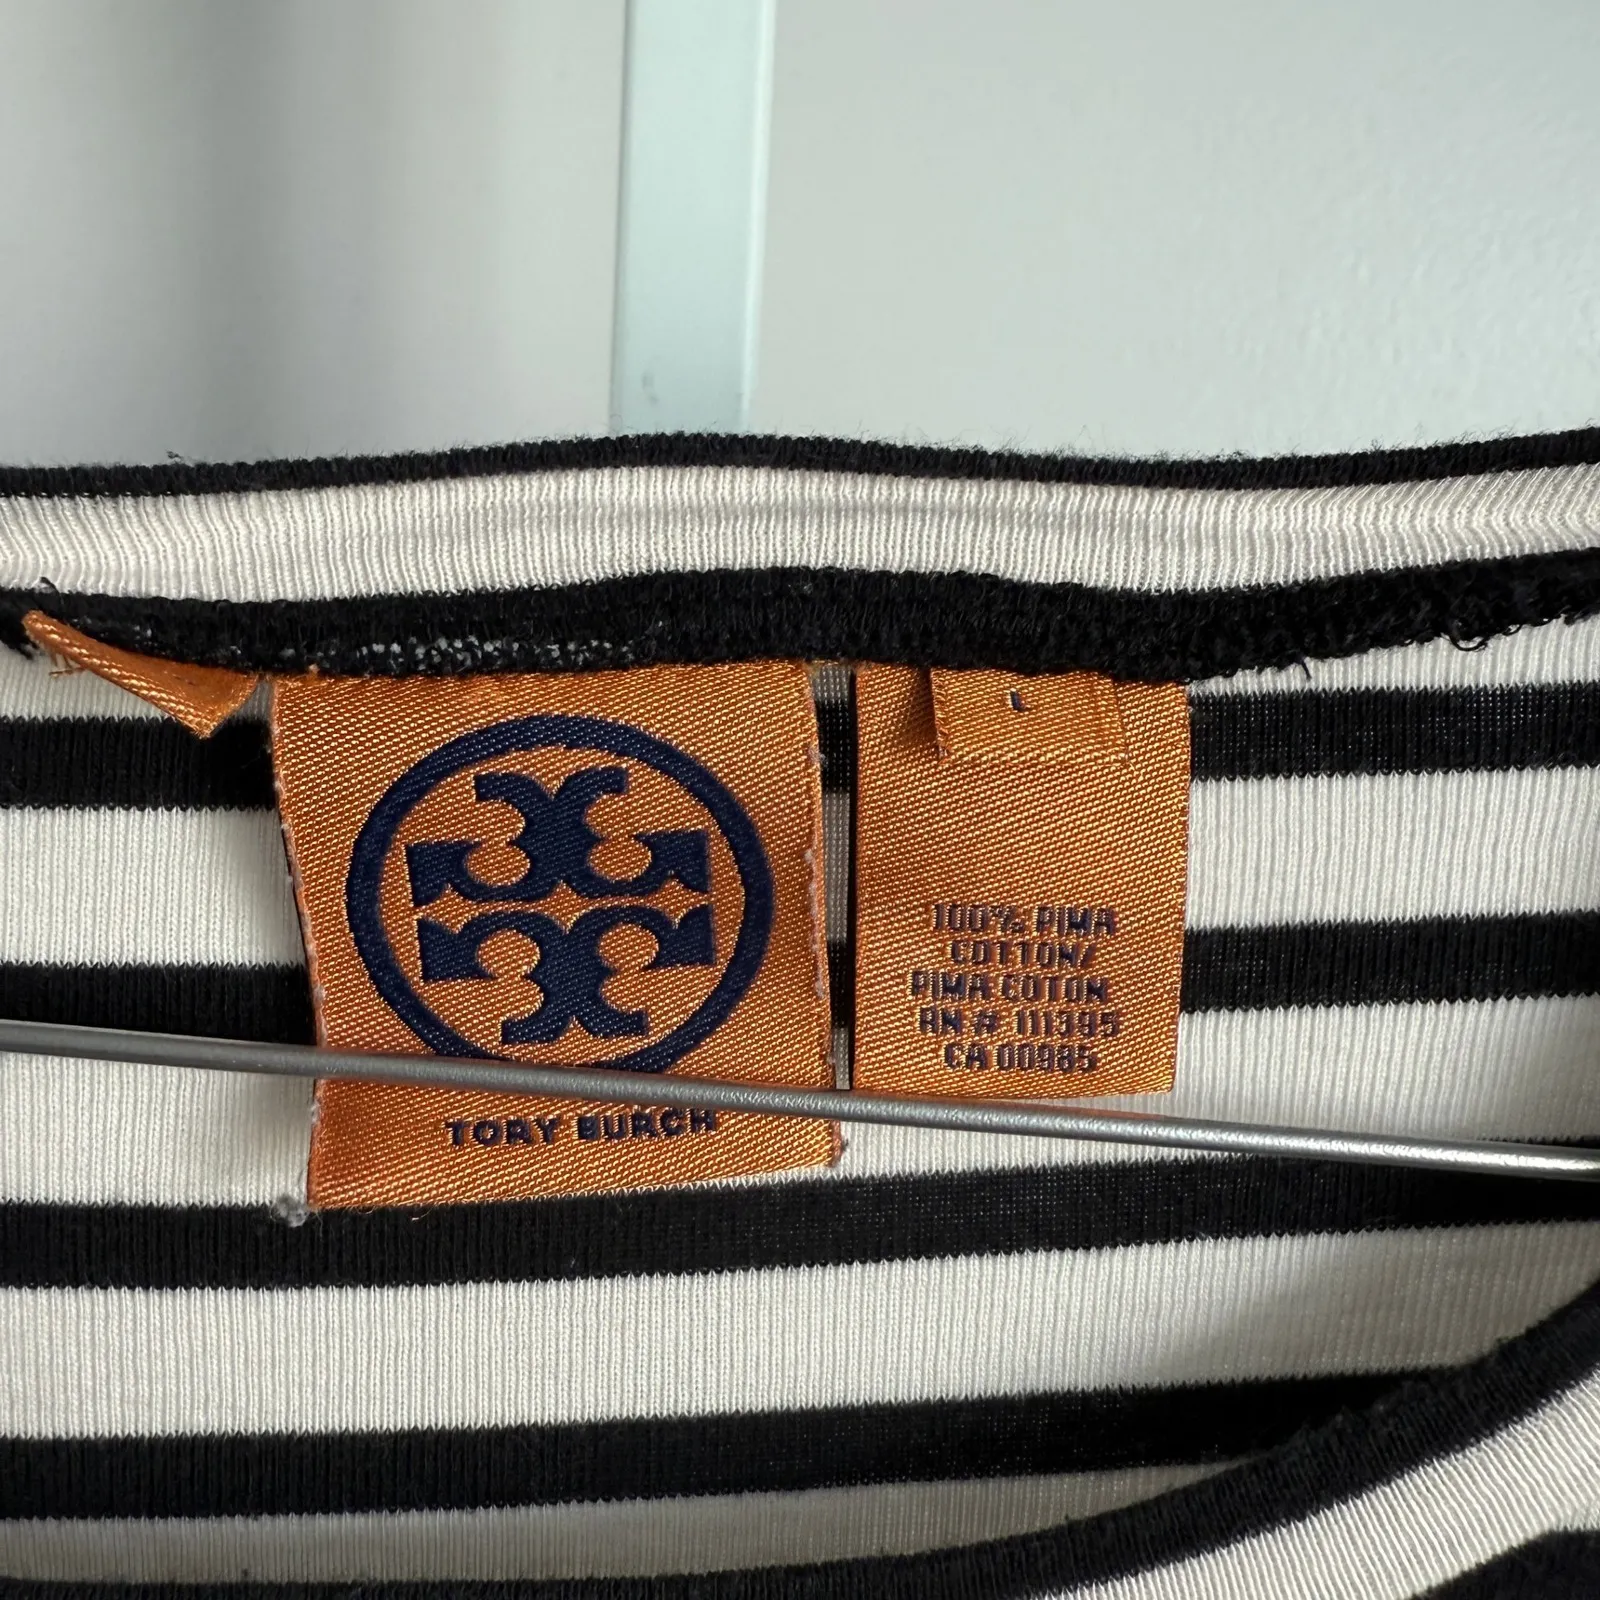 TORY BURCH
L
100% PIMA
COTTON/
PIMA COTON
RN # 111395
CA 00985